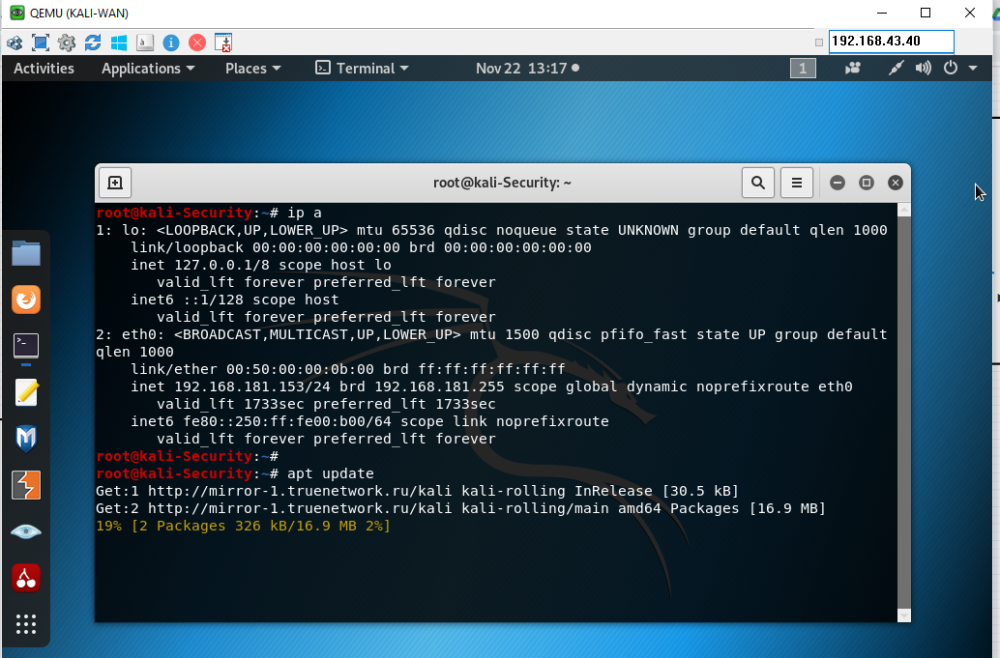 QEMU (KALI-WAN)
192.168.43.40
Activities Applications Places Terminal Nov 22 13:17 1
root@kali-Security: ~
root@kali-Security:~# ip a
1: lo: <LOOPBACK,UP,LOWER_UP> mtu 65536 qdisc noqueue state UNKNOWN group default qlen 1000
link/loopback 00:00:00:00:00:00 brd 00:00:00:00:00:00
inet 127.0.0.1/8 scope host lo
valid_lft forever preferred_lft forever
inet6 ::1/128 scope host
valid_lft forever preferred_lft forever
2: eth0: <BROADCAST,MULTICAST,UP,LOWER_UP> mtu 1500 qdisc pfifo_fast state UP group default
qlen 1000
link/ether 00:50:00:00:0b:00 brd ff:ff:ff:ff:ff:ff
inet 192.168.181.153/24 brd 192.168.181.255 scope global dynamic noprefixroute eth0
valid_lft 1733sec preferred_lft 1733sec
inet6 fe80::250:ff:fe00:b00/64 scope link noprefixroute
valid_lft forever preferred_lft forever
root@kali-Security:~#
root@kali-Security:~# apt update
Get:1 http://mirror-1.truenetwork.ru/kali kali-rolling InRelease [30.5 kB]
Get:2 http://mirror-1.truenetwork.ru/kali kali-rolling/main amd64 Packages [16.9 MB]
19% [2 Packages 326 kB/16.9 MB 2%]